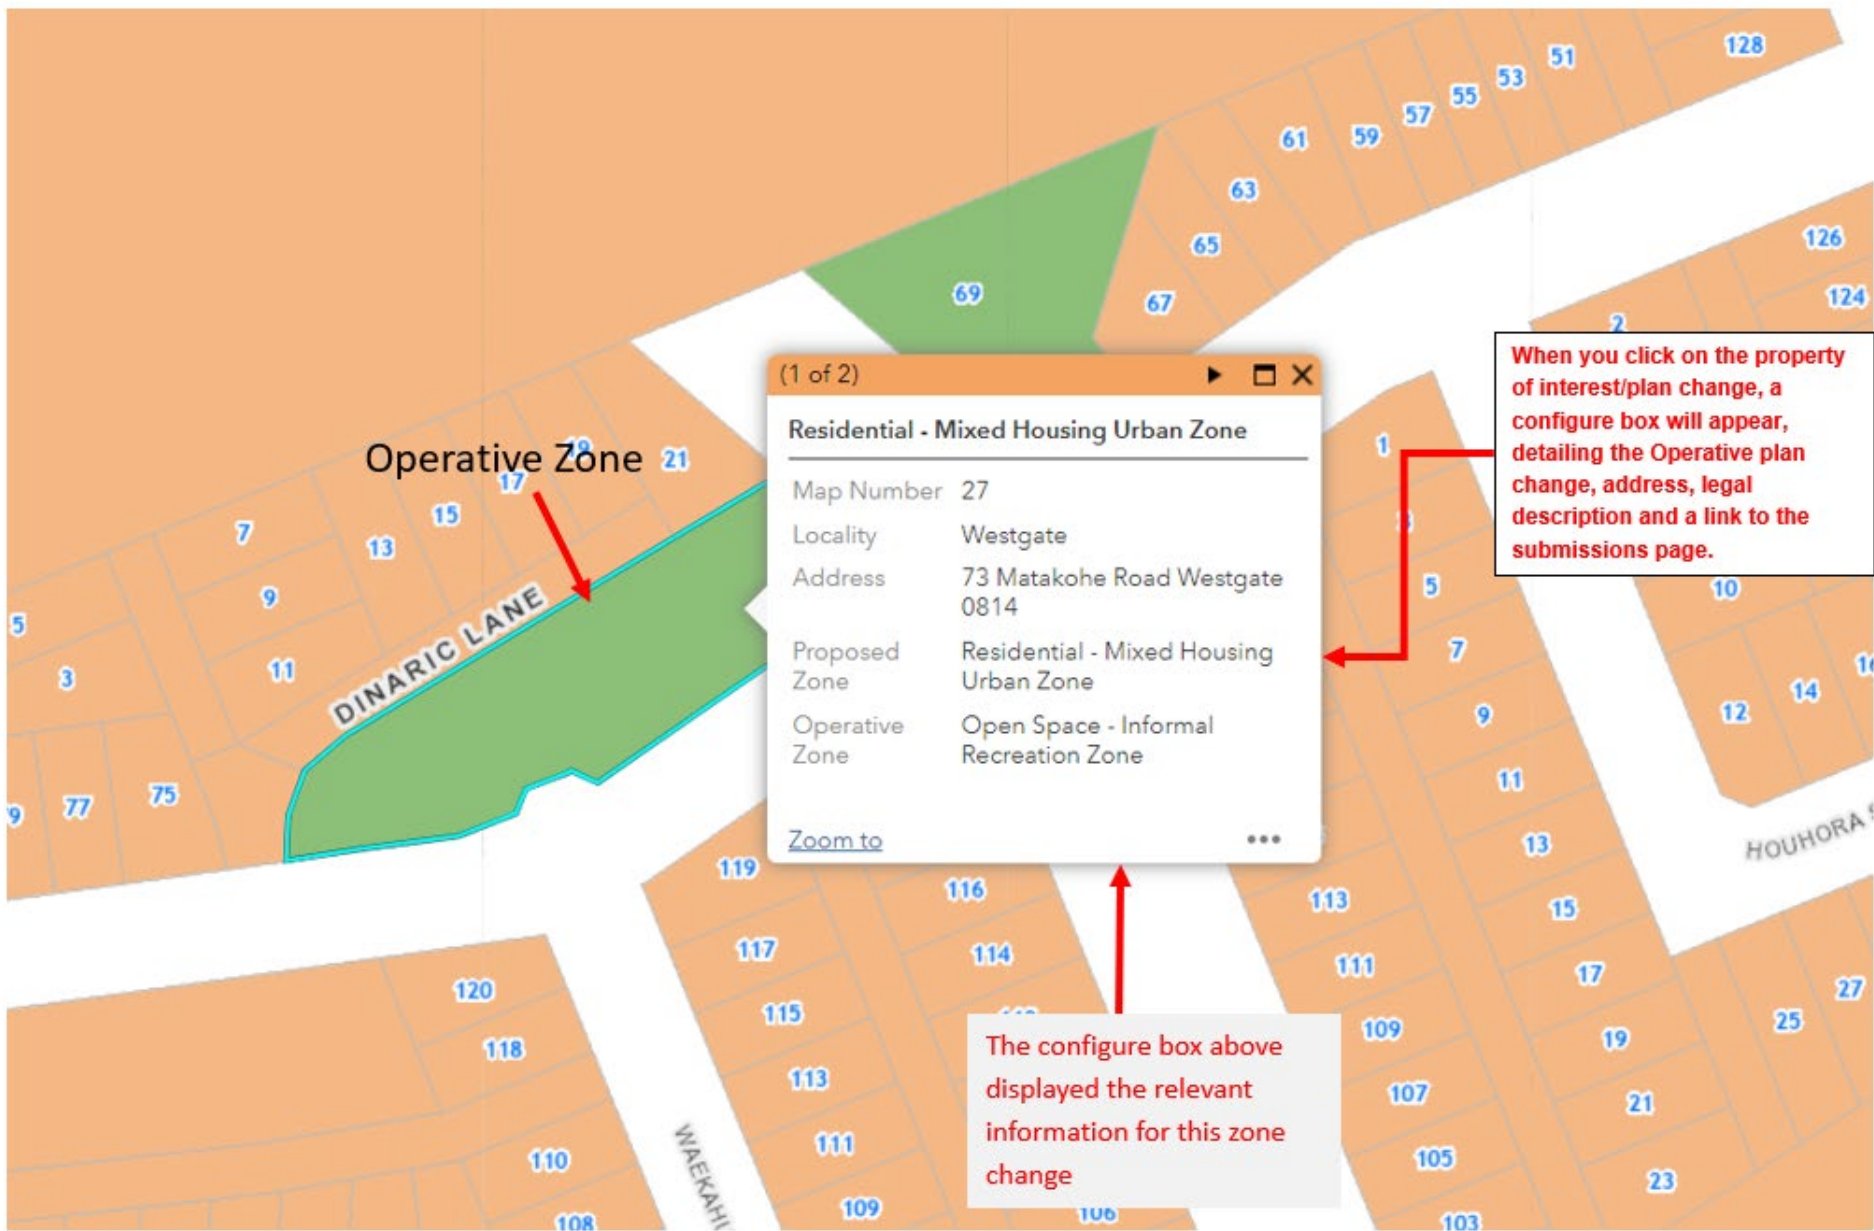 128
51
53
55
57
59
61
63
65
67
69
126
124
2
(1 of 2)
Residential - Mixed Housing Urban Zone
Map Number 27
Locality Westgate
Address 73 Matakohe Road Westgate
0814
Proposed Residential - Mixed Housing
Zone Urban Zone
Operative Open Space - Informal
Zone Recreation Zone
Zoom to
When you click on the property
of interest/plan change, a
configure box will appear,
detailing the Operative plan
change, address, legal
description and a link to the
submissions page.
Operative Zone
21
19
17
15
13
7
9
11
5
3
DINARIC LANE
75
77
9
1
3
5
7
9
11
13
15
17
19
21
23
10
12
14
HOUHORA
27
25
119
117
115
113
111
109
116
114
106
113
111
109
107
105
103
120
118
110
108
WAEKAHU
The configure box above
displayed the relevant
information for this zone
change